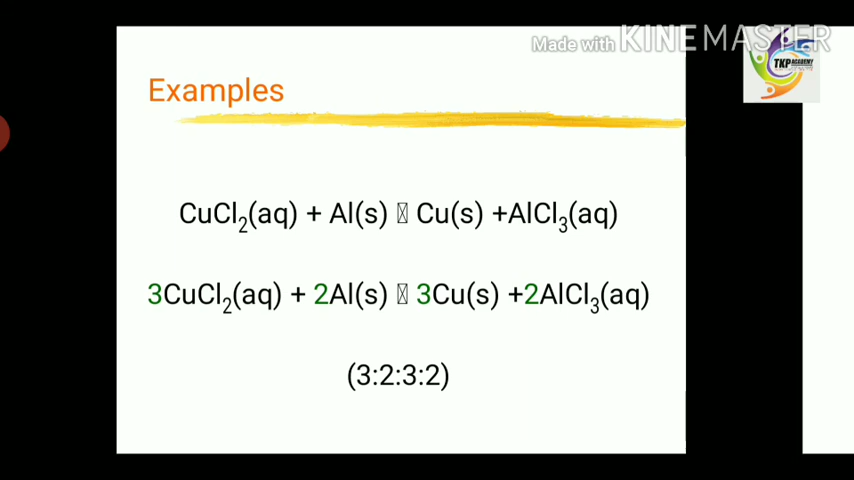 Made with KINEMASTER
TKP ACADEMY
Examples
CuCl₂(aq) + Al(s) ▯ Cu(s) +AlCl₃(aq)
3CuCl₂(aq) + 2Al(s) ▯ 3Cu(s) +2AlCl₃(aq)
(3:2:3:2)